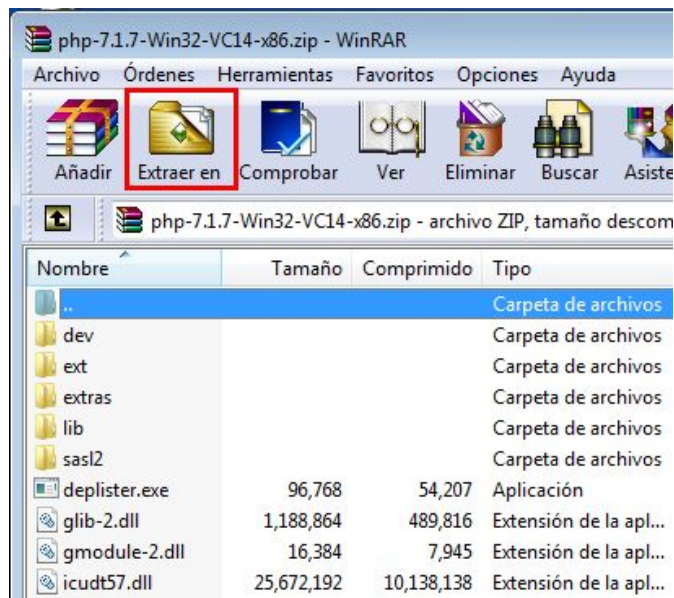 php-7.1.7-Win32-VC14-x86.zip - WinRAR
Archivo Órdenes Herramientas Favoritos Opciones Ayuda
Añadir Extraer en Comprobar Ver Eliminar Buscar Asiste
php-7.1.7-Win32-VC14-x86.zip - archivo ZIP, tamaño descom
Nombre Tamaño Comprimido Tipo
.. Carpeta de archivos
dev Carpeta de archivos
ext Carpeta de archivos
extras Carpeta de archivos
lib Carpeta de archivos
sasl2 Carpeta de archivos
deplister.exe 96,768 54,207 Aplicación
glib-2.dll 1,188,864 489,816 Extensión de la apl...
gmodule-2.dll 16,384 7,945 Extensión de la apl...
icudt57.dll 25,672,192 10,138,138 Extensión de la apl...